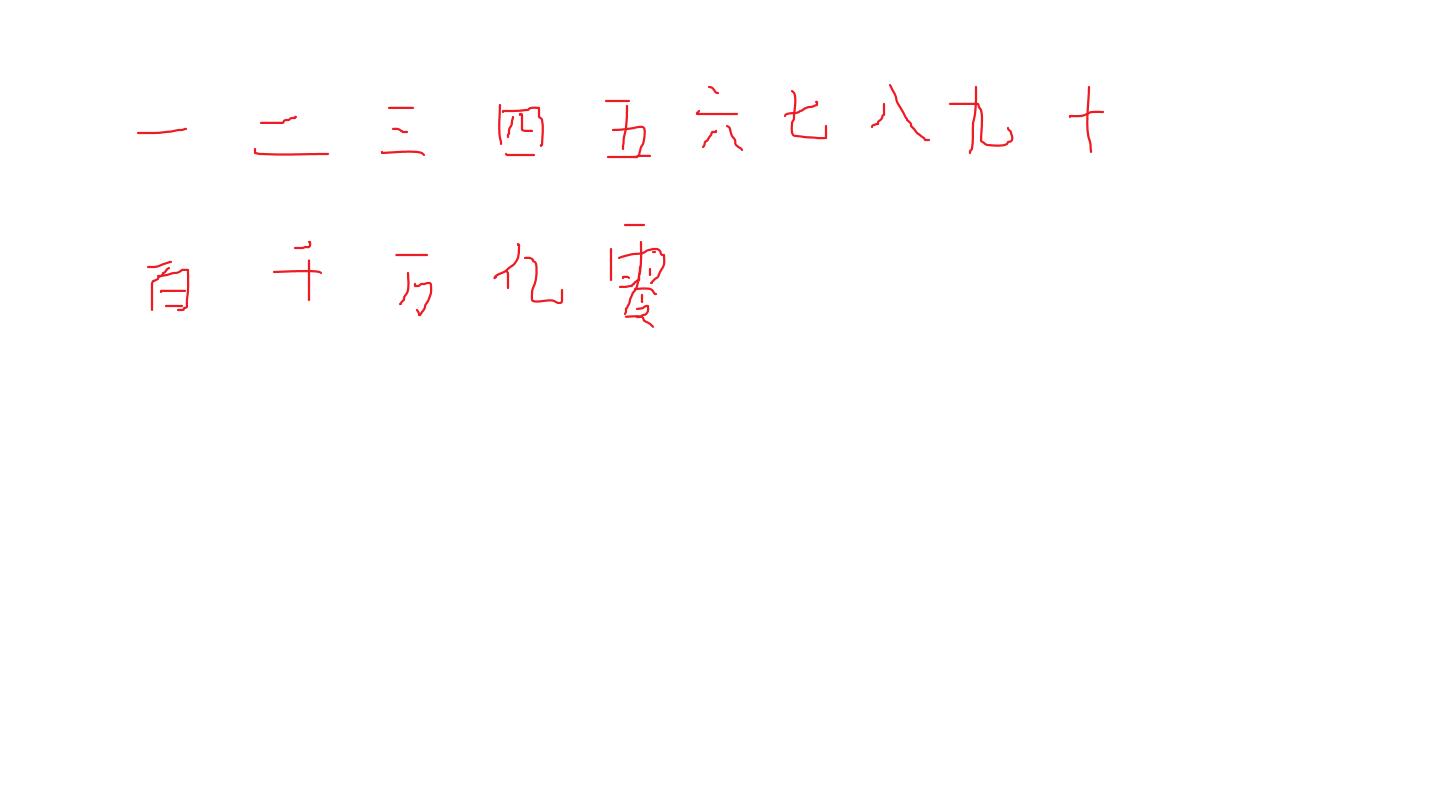 一 二 三 四 五 六 七 八 九 十
百 千 万 亿 零